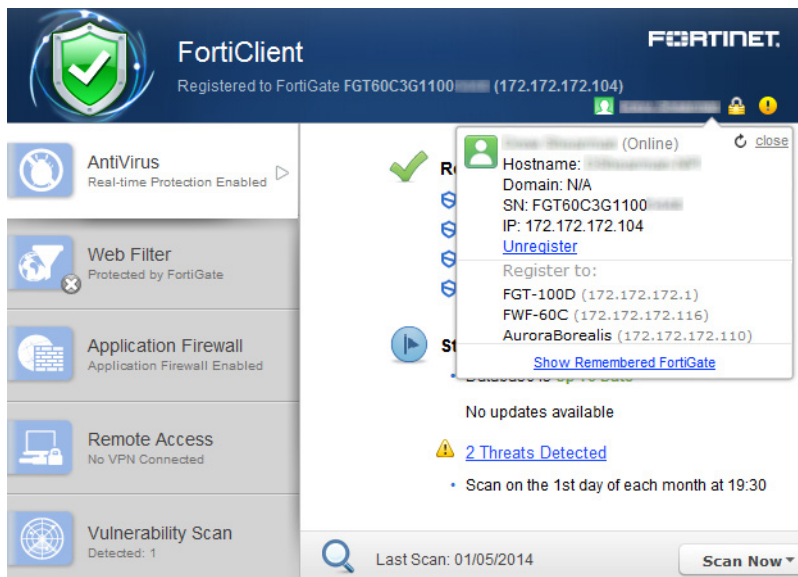 FortiClient
FORTINET.
Registered to FortiGate FGT60C3G1100 (172.172.172.104)
(Online)
close
Hostname:
Domain: N/A
SN: FGT60C3G1100
IP: 172.172.172.104
Unregister
Register to:
FGT-100D (172.172.172.1)
FWF-60C (172.172.172.116)
AuroraBorealis (172.172.172.110)
Show Remembered FortiGate
AntiVirus
Real-time Protection Enabled
Web Filter
Protected by FortiGate
Application Firewall
Application Firewall Enabled
Remote Access
No VPN Connected
Vulnerability Scan
Detected: 1
No updates available
2 Threats Detected
• Scan on the 1st day of each month at 19:30
Last Scan: 01/05/2014
Scan Now